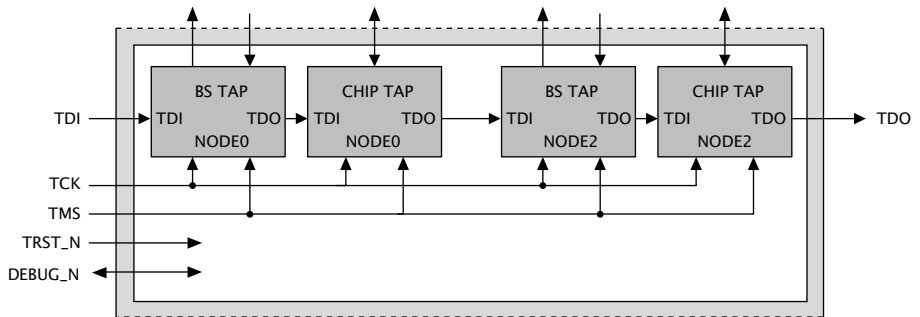 BS TAP CHIP TAP BS TAP CHIP TAP
TDI TDI TDO TDI TDO TDI TDO TDI TDO TDO
NODE0 NODE0 NODE2 NODE2
TCK
TMS
TRST_N
DEBUG_N